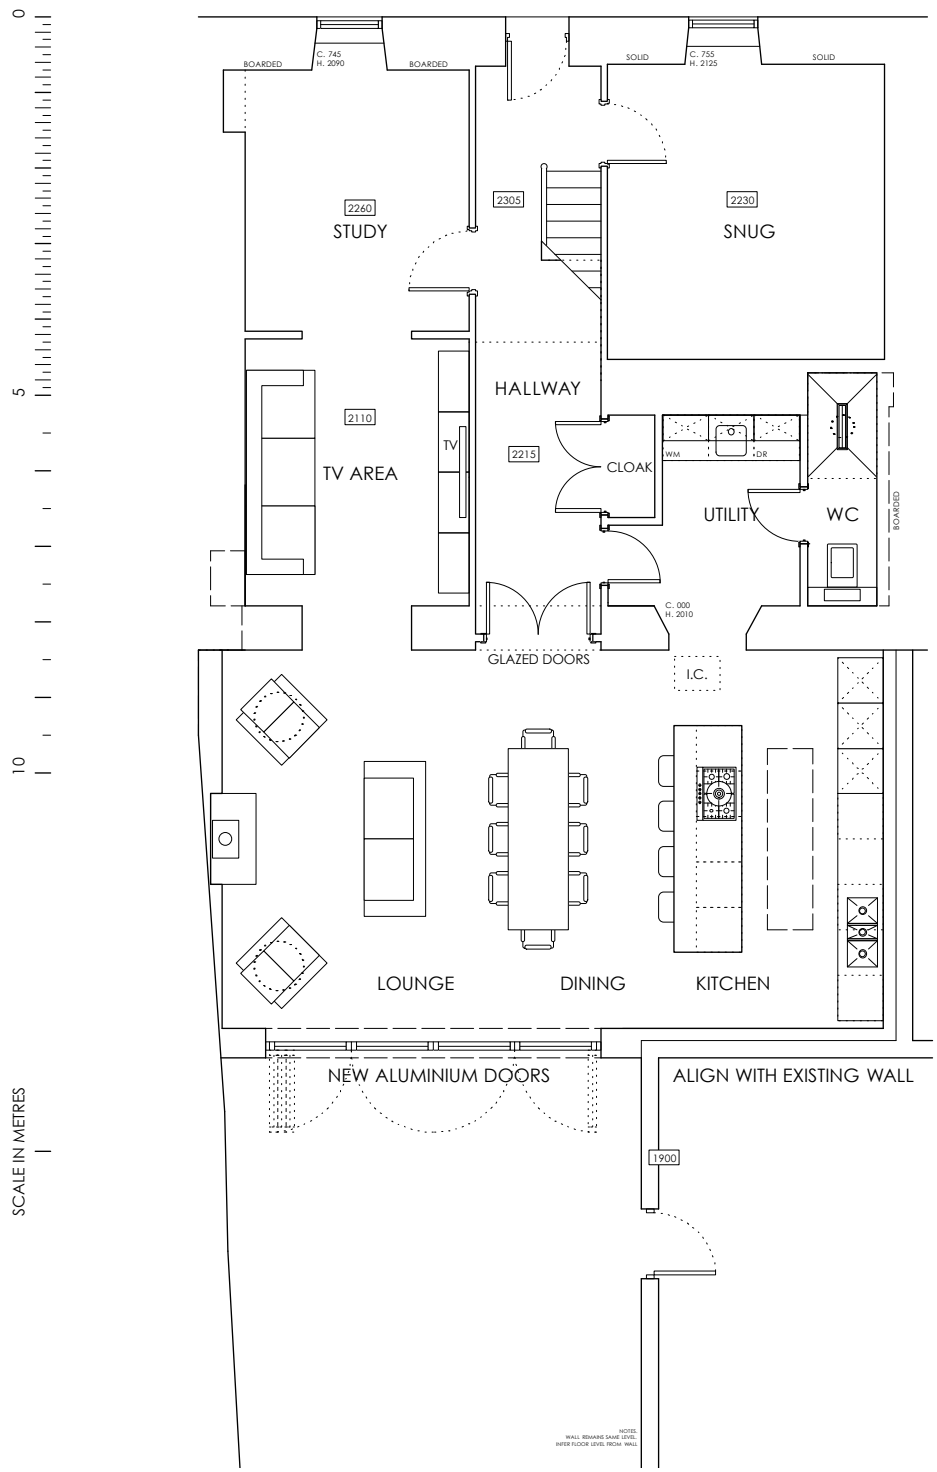 0
C. 745
H. 2090
C. 755
H. 2125
BOARDED
BOARDED
SOLID
SOLID
2260
STUDY
2305
2230
SNUG
5
HALLWAY
2110
TV
TV AREA
2215
CLOAK
WM
DR
UTILITY
WC
BOARDED
C. 000
H. 2010
GLAZED DOORS
I.C.
10
LOUNGE
DINING
KITCHEN
NEW ALUMINIUM DOORS
ALIGN WITH EXISTING WALL
SCALE IN METRES
1900
NOTES.
WALL REMAINS SAME LEVEL.
INFER FLOOR LEVEL FROM WALL